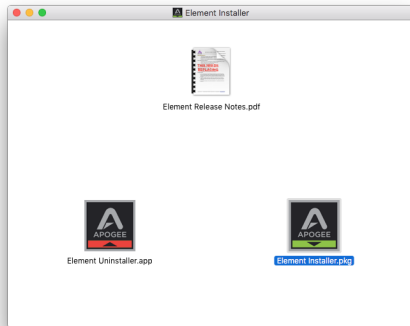 Element Installer
Element Release Notes.pdf
APOGEE
APOGEE
Element Uninstaller.app
Element Installer.pkg